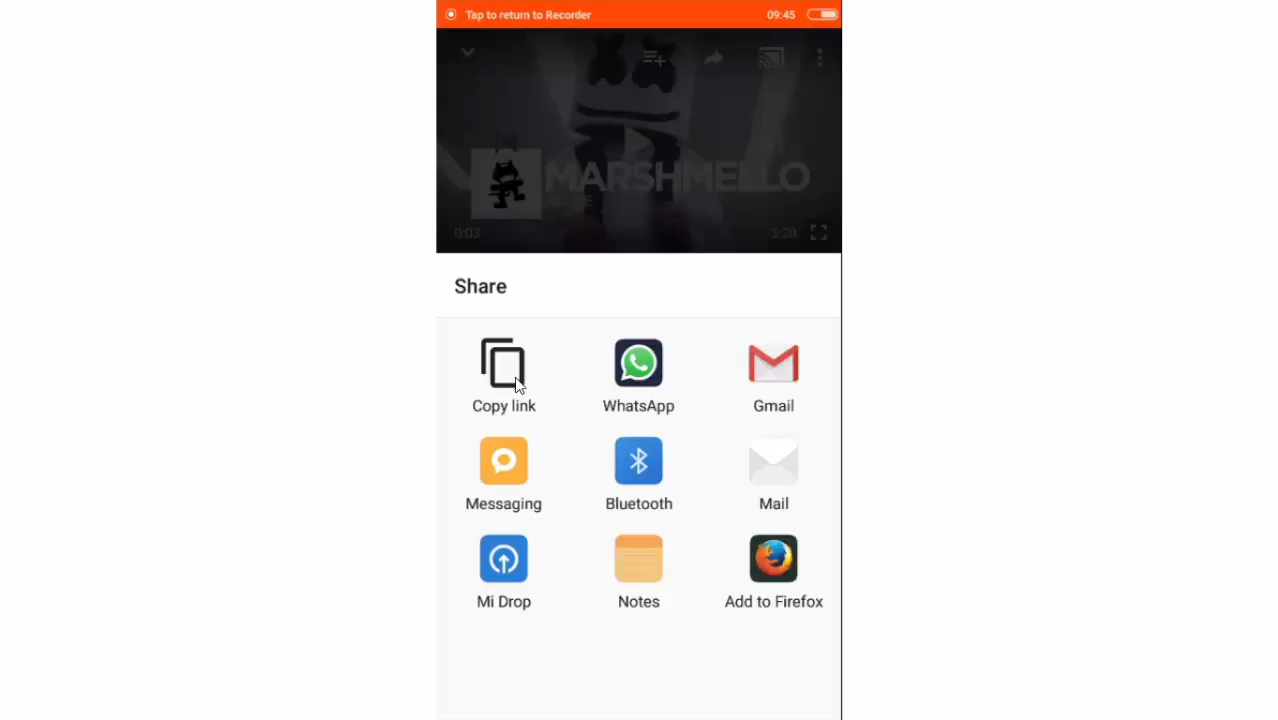 Tap to return to Recorder 09:45
MARSHMELLO
ALONE
0:03 3:20
Share
Copy link WhatsApp Gmail
Messaging Bluetooth Mail
Mi Drop Notes Add to Firefox